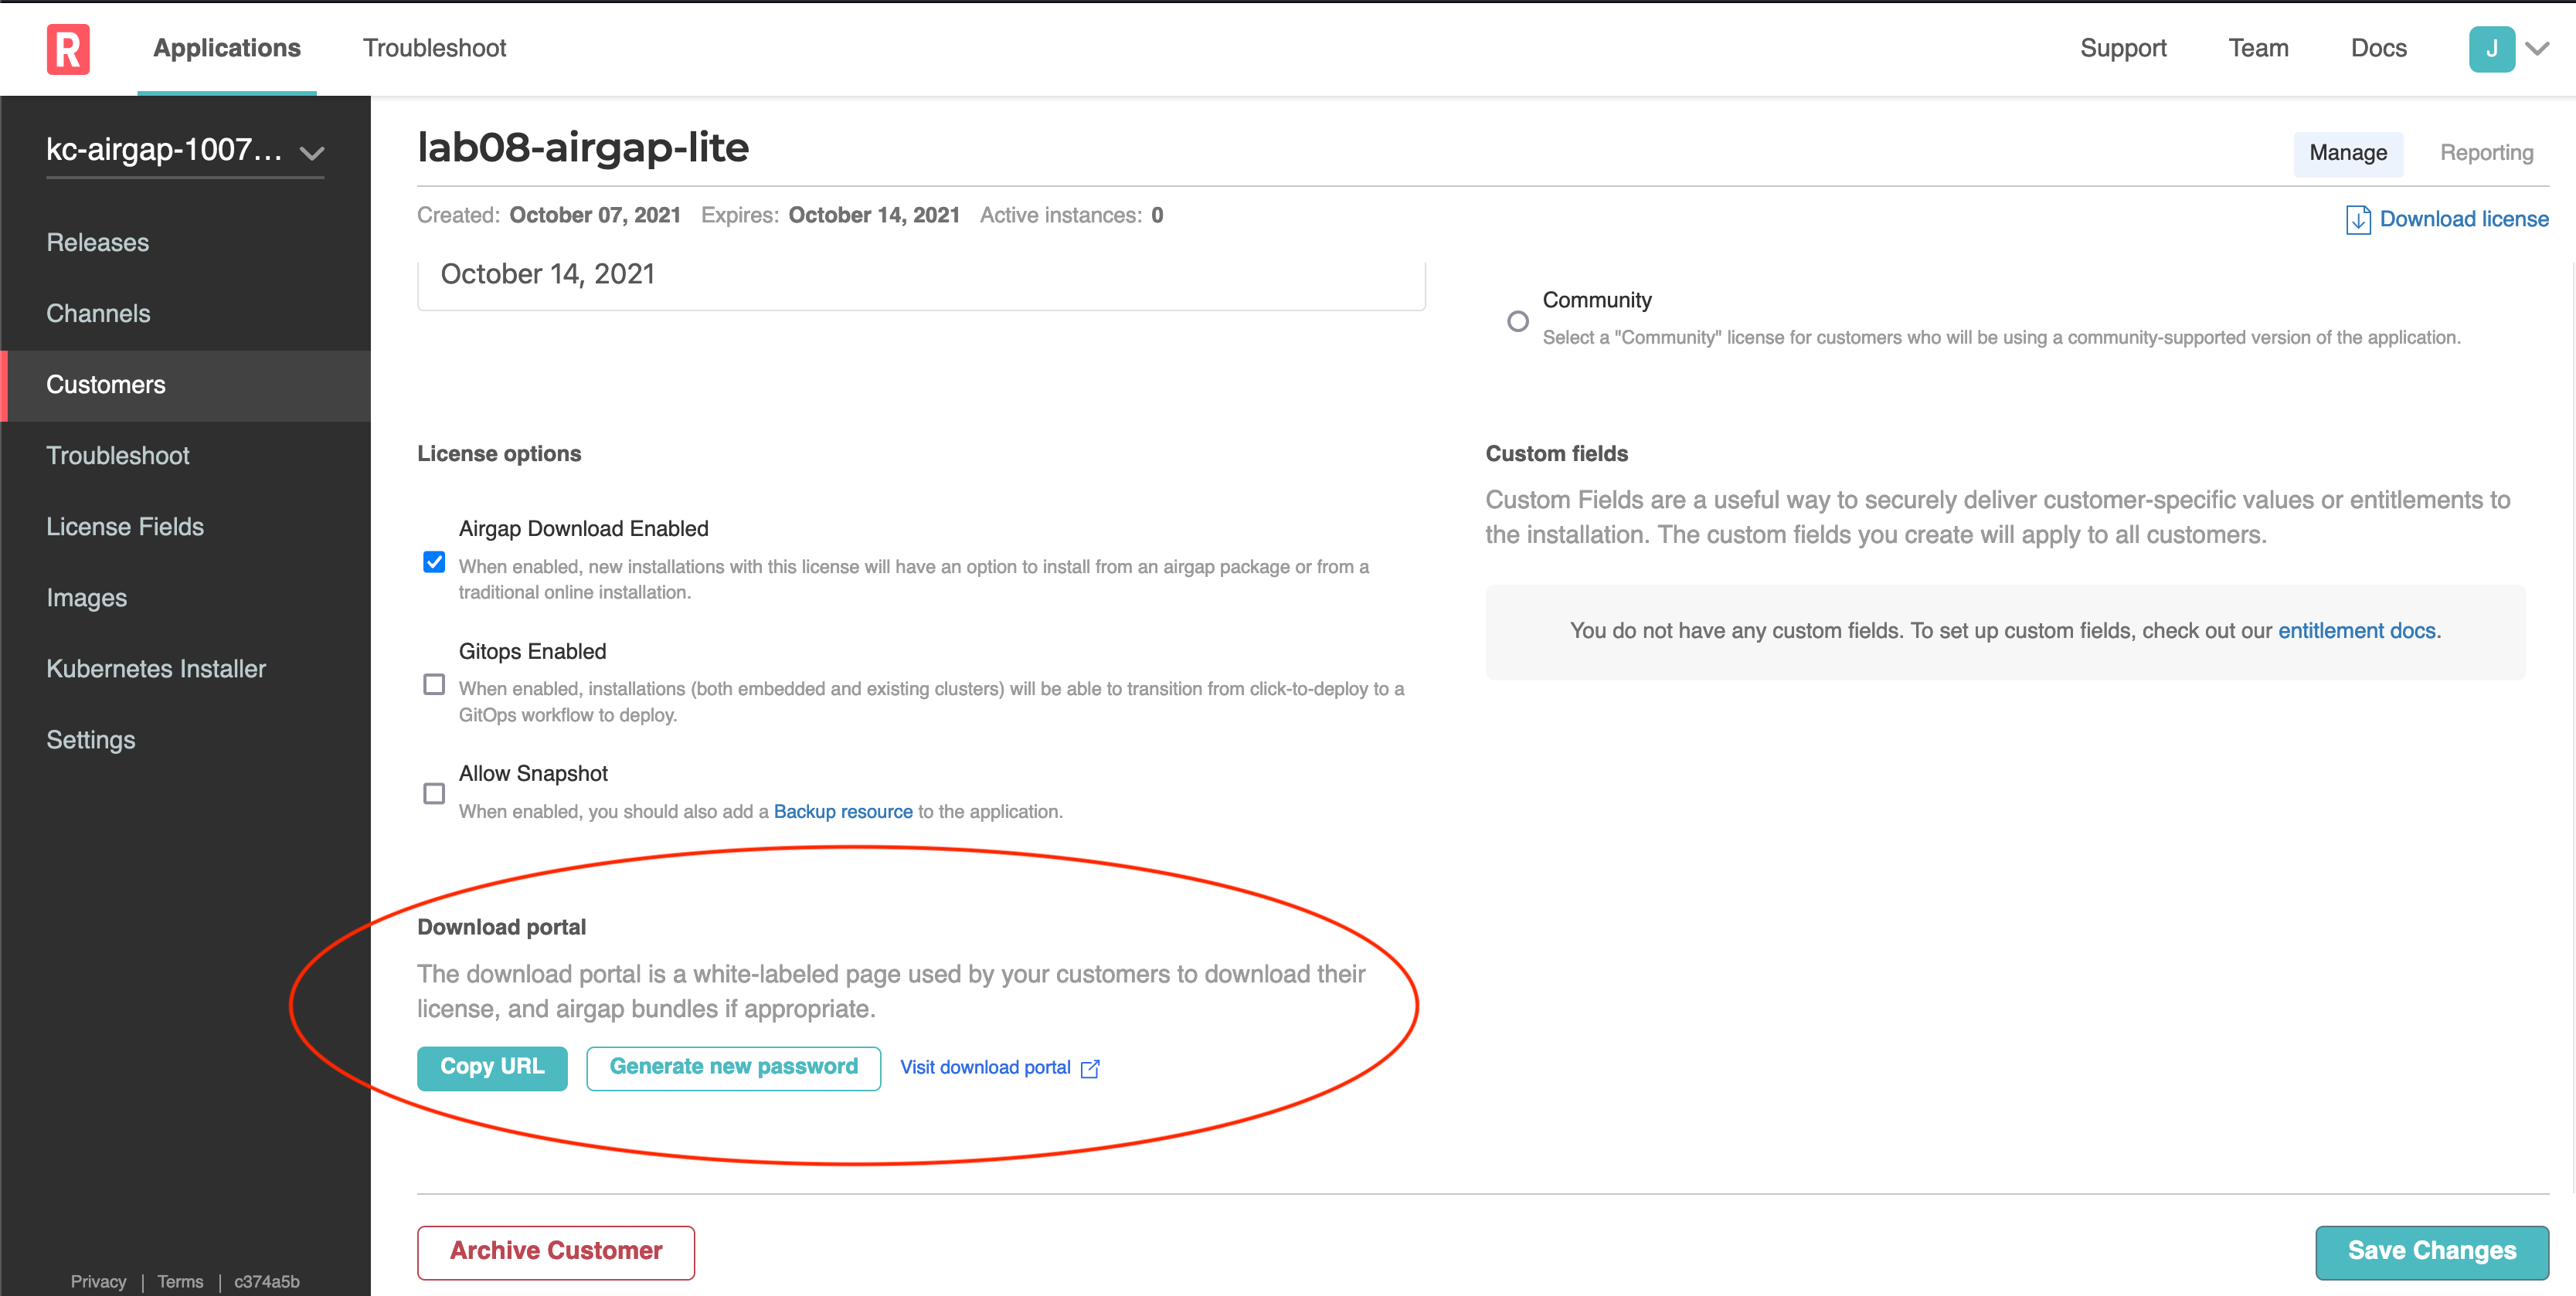 R
Applications
Troubleshoot
Support
Team
Docs
J
kc-airgap-1007...
Releases
Channels
Customers
Troubleshoot
License Fields
Images
Kubernetes Installer
Settings
Privacy | Terms | c374a5b
lab08-airgap-lite
Manage
Reporting
Created: October 07, 2021 Expires: October 14, 2021 Active instances: 0
Download license
October 14, 2021
Community
Select a "Community" license for customers who will be using a community-supported version of the application.
License options
Airgap Download Enabled
When enabled, new installations with this license will have an option to install from an airgap package or from a
traditional online installation.
Gitops Enabled
When enabled, installations (both embedded and existing clusters) will be able to transition from click-to-deploy to a
GitOps workflow to deploy.
Allow Snapshot
When enabled, you should also add a Backup resource to the application.
Custom fields
Custom Fields are a useful way to securely deliver customer-specific values or entitlements to
the installation. The custom fields you create will apply to all customers.
You do not have any custom fields. To set up custom fields, check out our entitlement docs.
Download portal
The download portal is a white-labeled page used by your customers to download their
license, and airgap bundles if appropriate.
Copy URL
Generate new password
Visit download portal
Archive Customer
Save Changes